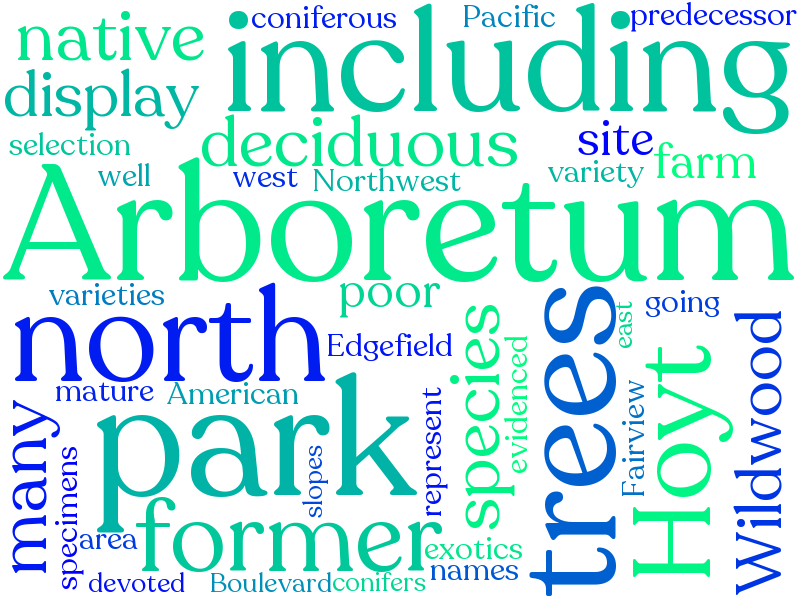 coniferous
Pacific
predecessor
native
including
display
deciduous
site
selection
farm
well
west
Northwest
variety
Arboretum
varieties
poor
going
north
trees
east
species
Edgefield
evidenced
Hoyt
Wildwood
mature
American
park
many
represent
Fairview
specimens
slopes
former
area
exotics
names
devoted
Boulevard
conifers